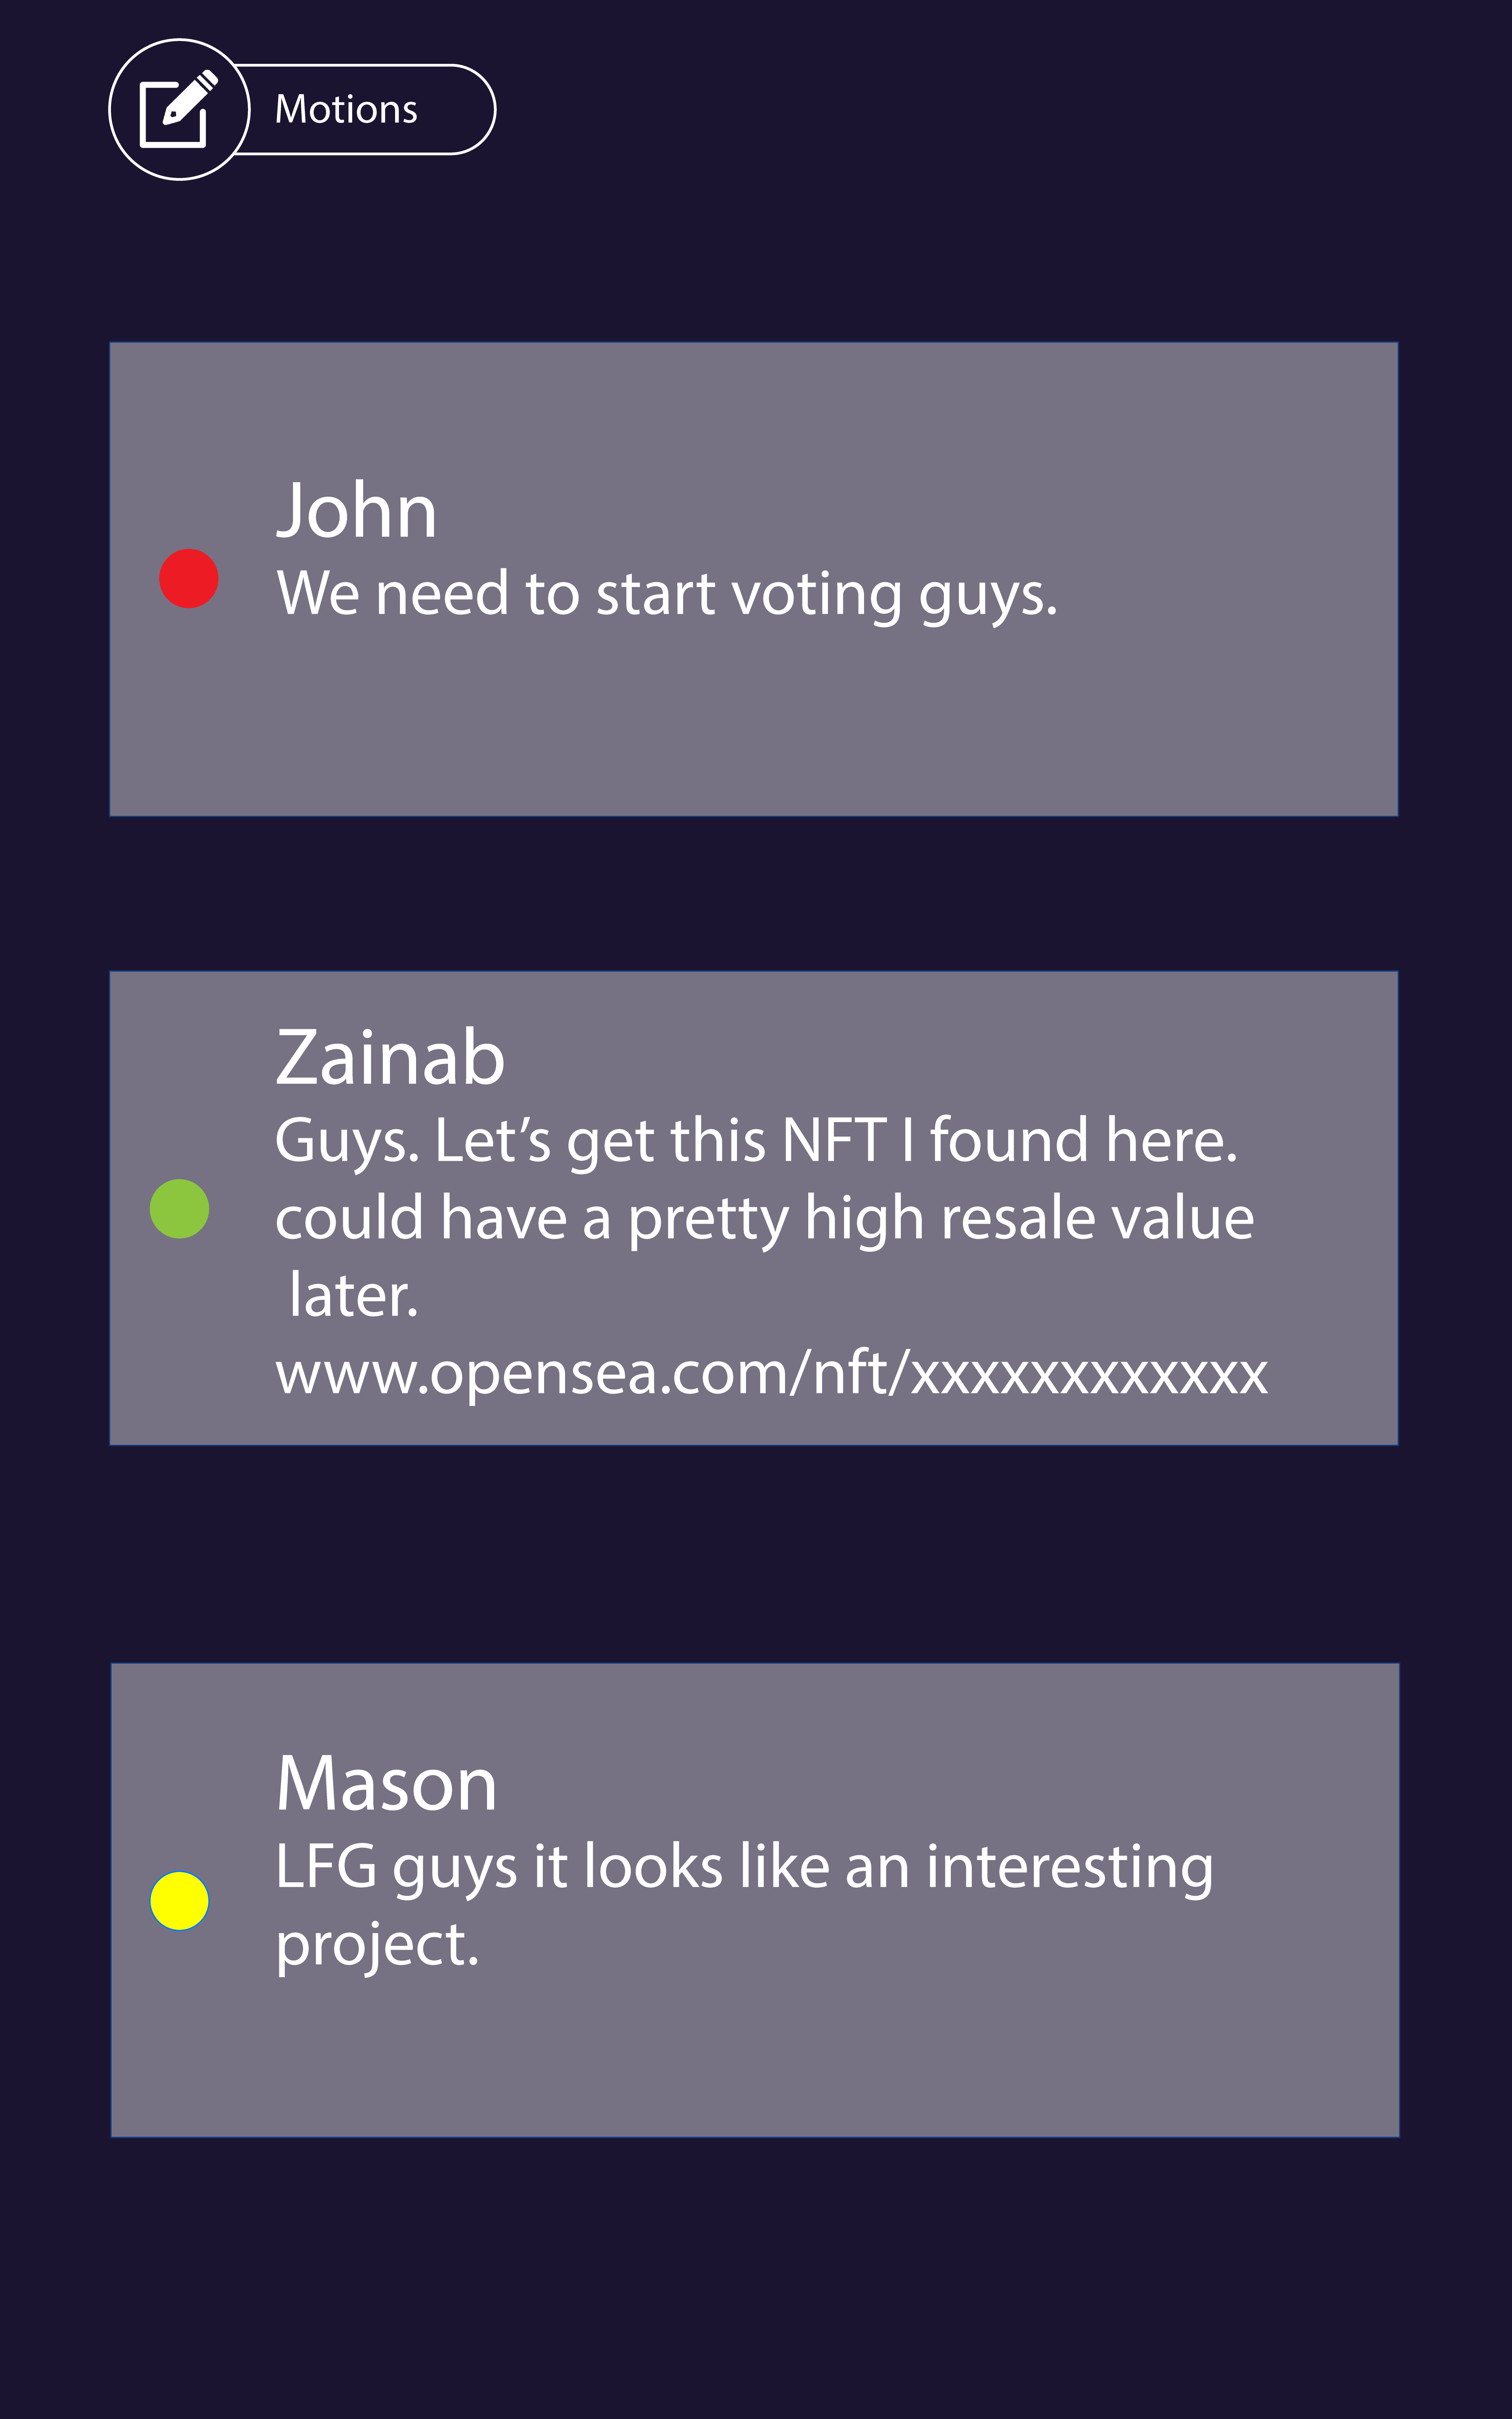 Motions
John
We need to start voting guys.
Zainab
Guys. Let’s get this NFT I found here.
could have a pretty high resale value
later.
www.opensea.com/nft/xxxxxxxxxxxx
Mason
LFG guys it looks like an interesting
project.